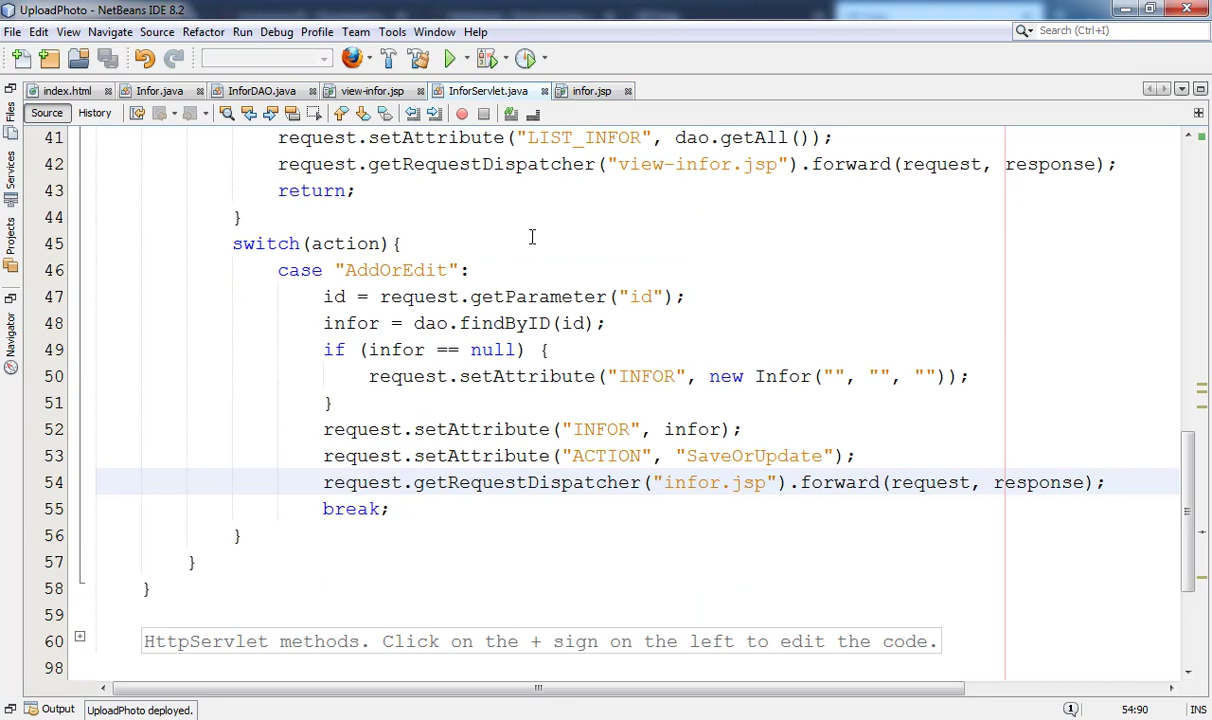 UploadPhoto - NetBeans IDE 8.2
File Edit View Navigate Source Refactor Run Debug Profile Team Tools Window Help
Search (Ctrl+I)
index.html Infor.java InforDAO.java view-infor.jsp InforServlet.java infor.jsp
Source History
Files
Services
Projects
Navigator
41 request.setAttribute("LIST_INFOR", dao.getAll());
42 request.getRequestDispatcher("view-infor.jsp").forward(request, response);
43 return;
44 }
45 switch(action){
46 case "AddOrEdit":
47 id = request.getParameter("id");
48 infor = dao.findByID(id);
49 if (infor == null) {
50 request.setAttribute("INFOR", new Infor("", "", ""));
51 }
52 request.setAttribute("INFOR", infor);
53 request.setAttribute("ACTION", "SaveOrUpdate");
54 request.getRequestDispatcher("infor.jsp").forward(request, response);
55 break;
56 }
57 }
58 }
59
60 HttpServlet methods. Click on the + sign on the left to edit the code.
98
Output UploadPhoto deployed. 1 54:90 INS